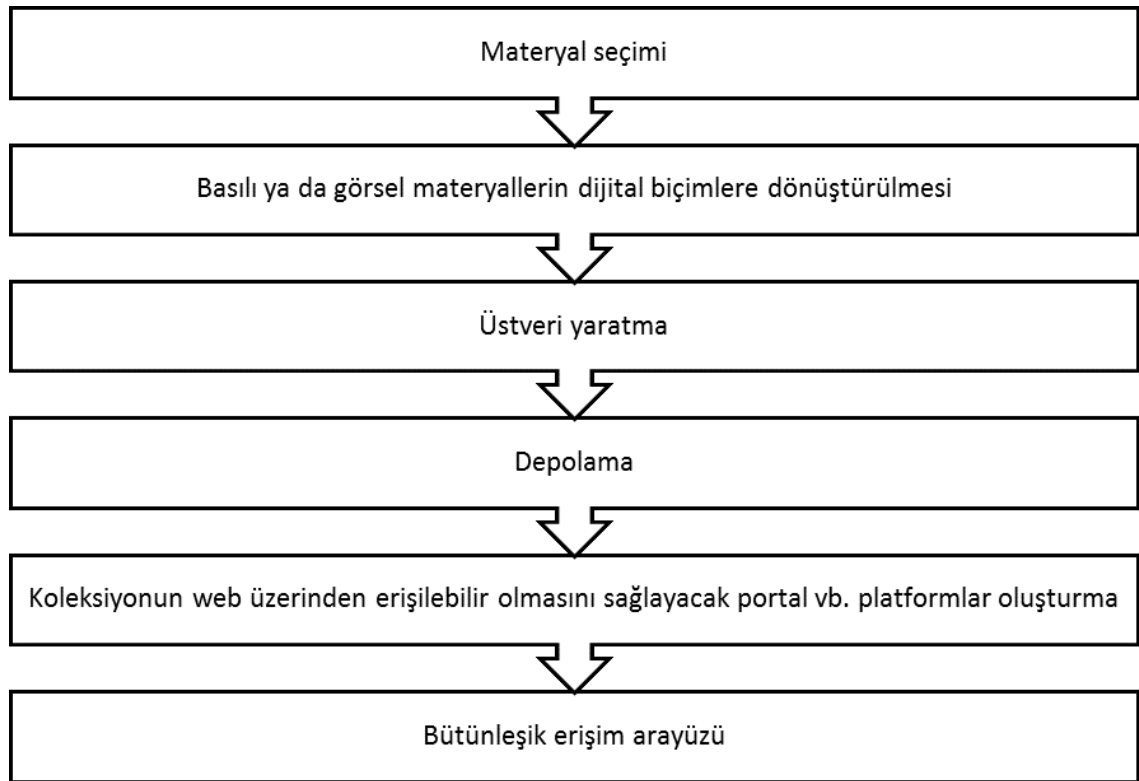 Materyal seçimi
Basılı ya da görsel materyallerin dijital biçimlere dönüştürülmesi
Üstveri yaratma
Depolama
Koleksiyonun web üzerinden erişilebilir olmasını sağlayacak portal vb. platformlar oluşturma
Bütünleşik erişim arayüzü